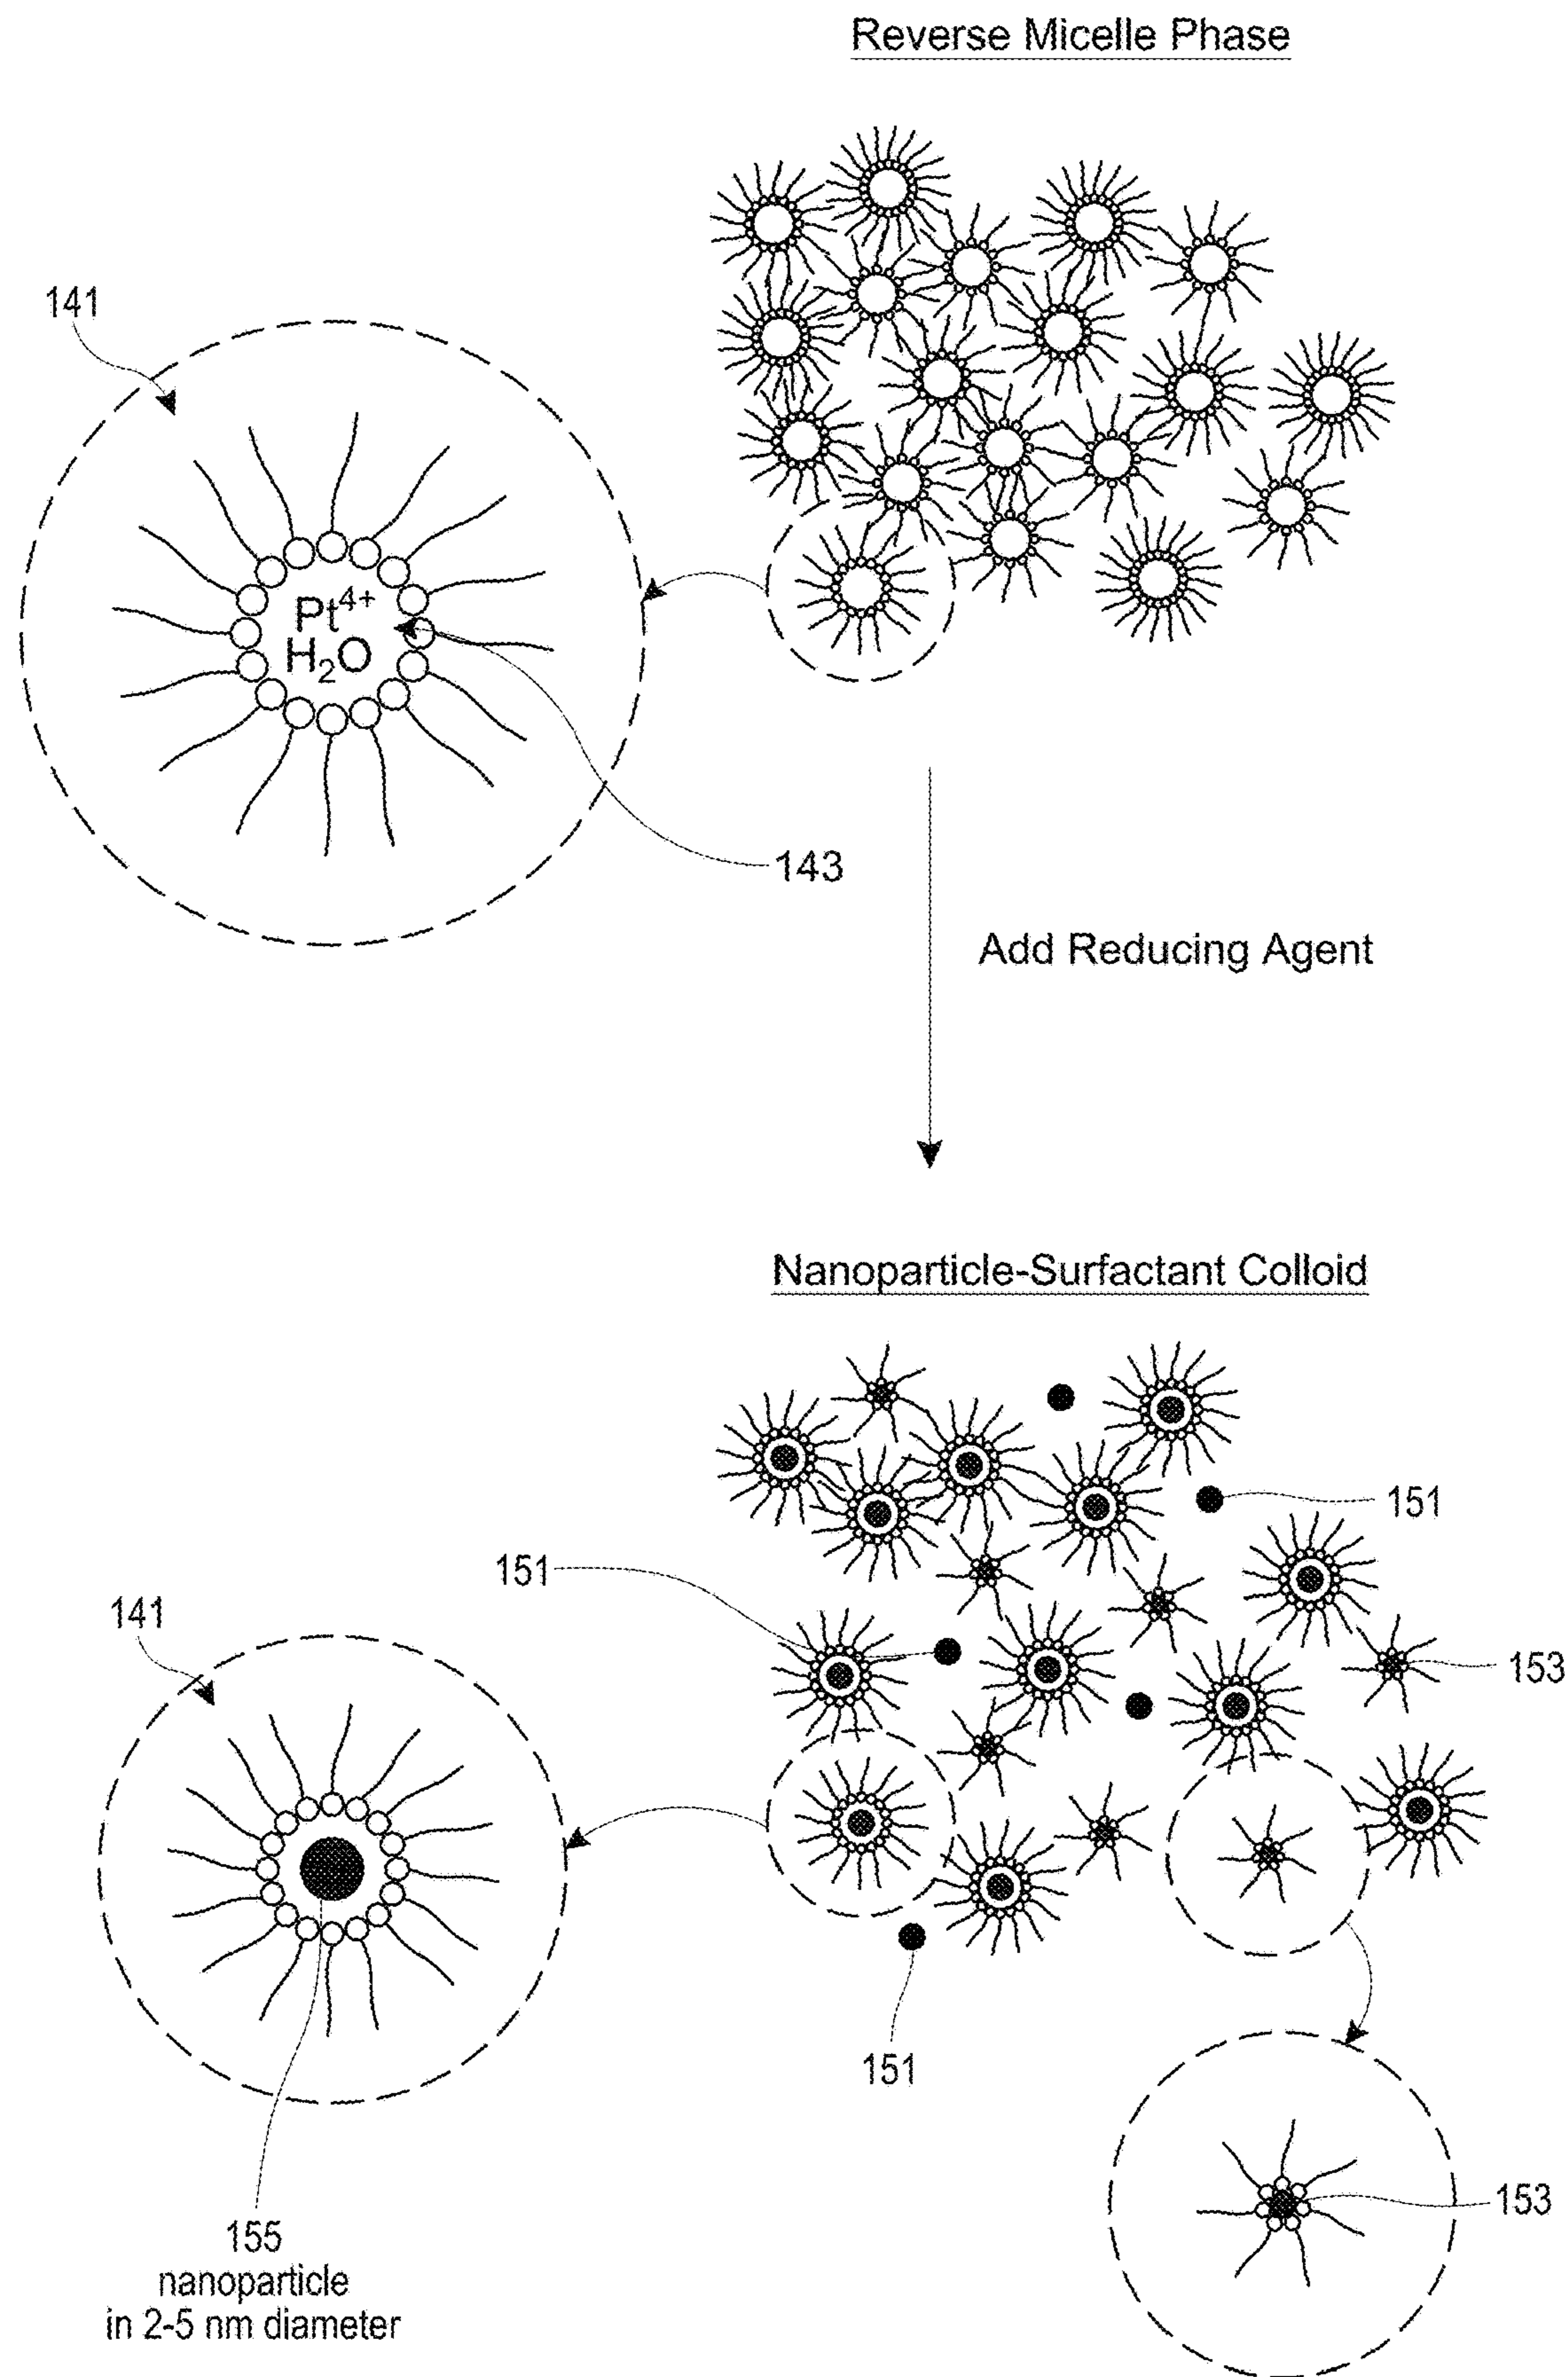 Reverse Micelle Phase
141
Pt4+
H2O
143
Add Reducing Agent
Nanoparticle-Surfactant Colloid
151
151
141
153
151
153
155
nanoparticle
in 2-5 nm diameter